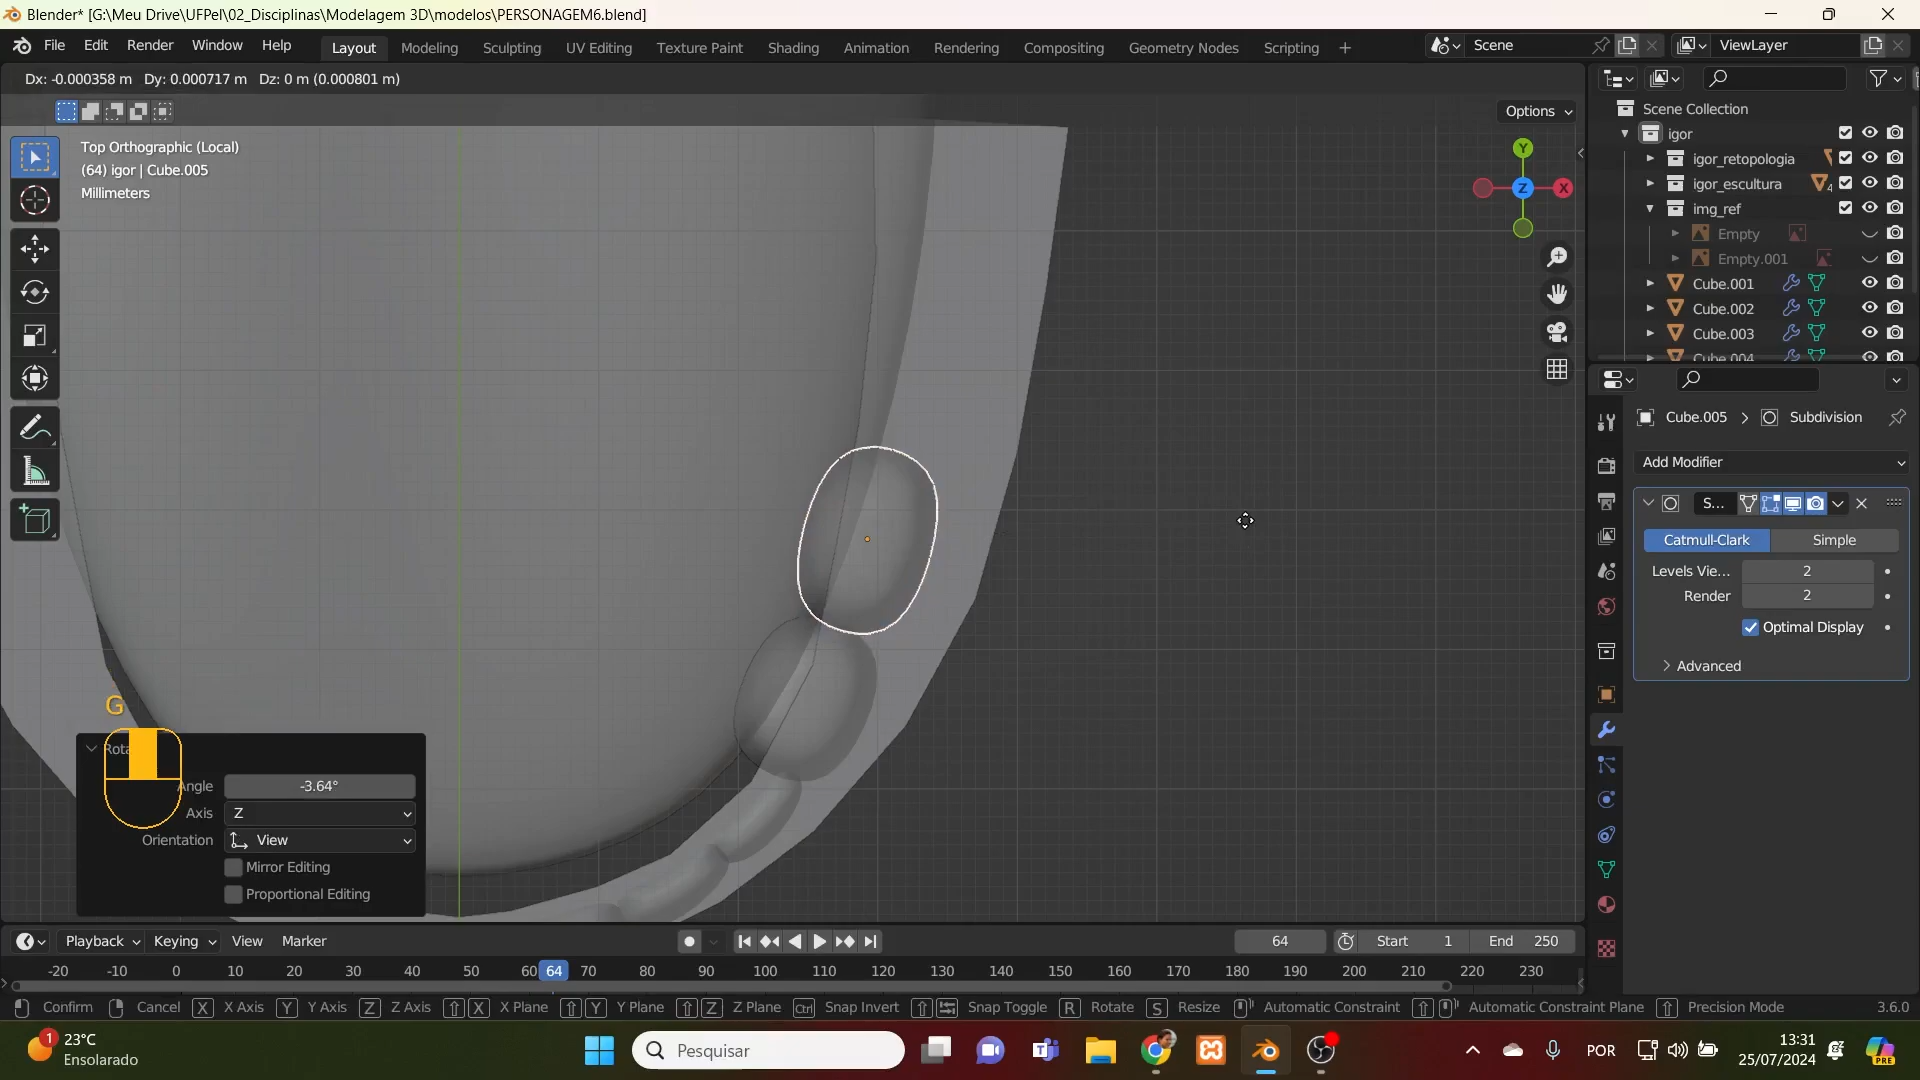 Blender* [G:\Meu Drive\UFPel\02_Disciplinas\Modelagem 3D\modelos\PERSONAGEM6.blend]
File Edit Render Window Help
Layout Modeling Sculpting UV Editing Texture Paint Shading Animation Rendering Compositing Geometry Nodes Scripting +
Scene
ViewLayer
Dx: -0.000358 m Dy: 0.000717 m Dz: 0 m (0.000801 m)
Options
Top Orthographic (Local)
(64) igor | Cube.005
Millimeters
Y
Z
X
Scene Collection
igor
igor_retopologia
igor_escultura 4
img_ref
Empty
Empty.001
Cube.001
Cube.002
Cube.003
Cube.004
Cube.005 > Subdivision
Add Modifier
S...
Catmull-Clark Simple
Levels Vie... 2
Render 2
Optimal Display
Advanced
G
Rota
Angle -3.64°
Axis Z
Orientation View
Mirror Editing
Proportional Editing
Playback Keying View Marker
64 Start 1 End 250
-20 -10 0 10 20 30 40 50 60 64 70 80 90 100 110 120 130 140 150 160 170 180 190 200 210 220 230
Confirm Cancel X X Axis Y Y Axis Z Z Axis X X Plane Y Y Plane Z Z Plane Ctrl Snap Invert Snap Toggle R Rotate S Resize Automatic Constraint Automatic Constraint Plane Precision Mode 3.6.0
1
23°C
Ensolarado
Pesquisar
POR
13:31
25/07/2024
PRE